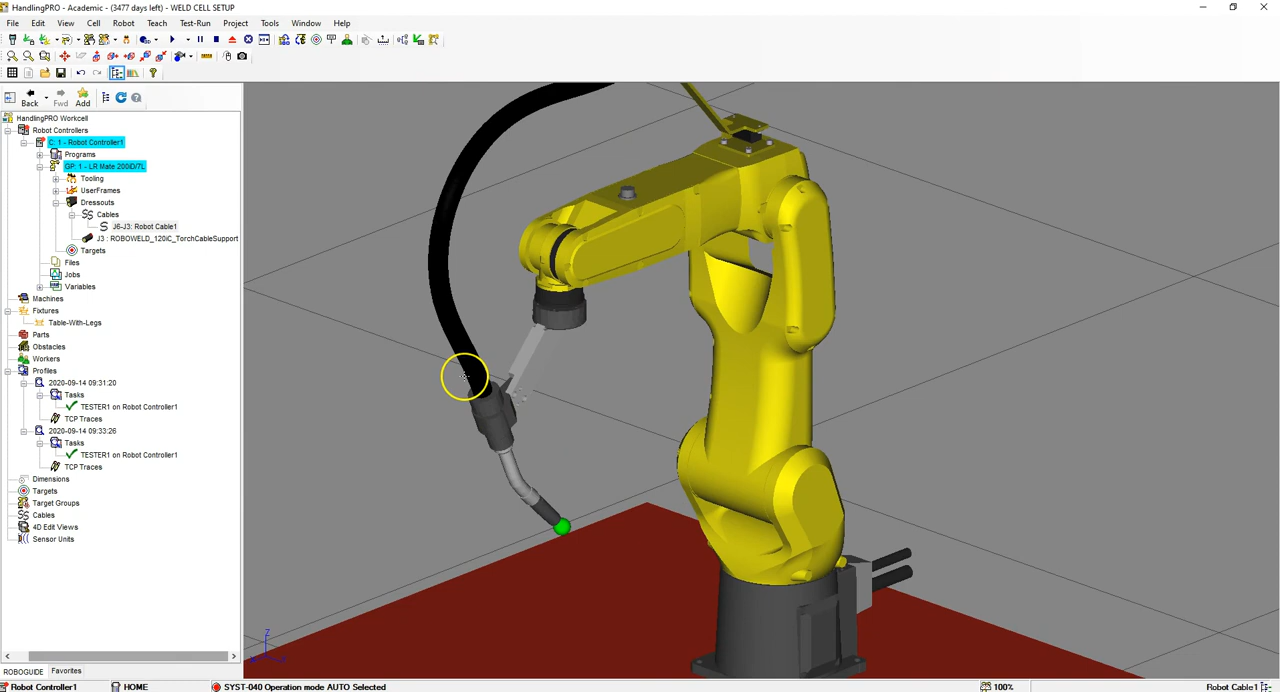 HandlingPRO - Academic - (3477 days left) - WELD CELL SETUP
File Edit View Cell Robot Teach Test-Run Project Tools Window Help
Back Fwd Add
HandlingPRO Workcell
Robot Controllers
C: 1 - Robot Controller1
Programs
GP: 1 - LR Mate 200iD/7L
Tooling
UserFrames
Dressouts
Cables
J6-J3: Robot Cable1
J3 : ROBOWELD_120iC_TorchCableSupport
Targets
Files
Jobs
Variables
Machines
Fixtures
Table-With-Legs
Parts
Obstacles
Workers
Profiles
2020-09-14 09:31:20
Tasks
TESTER1 on Robot Controller1
TCP Traces
2020-09-14 09:33:26
Tasks
TESTER1 on Robot Controller1
TCP Traces
Dimensions
Targets
Target Groups
Cables
4D Edit Views
Sensor Units
Z
ROBOGUIDE Favorites
Robot Controller1 HOME SYST-040 Operation mode AUTO Selected 100% Robot Cable1